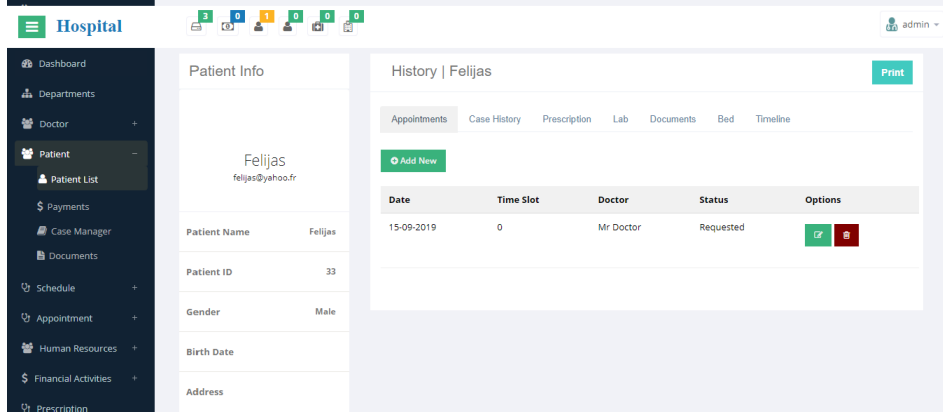 Hospital
3 0 1 0 0 0
admin
Dashboard
Departments
Doctor +
Patient -
Patient List
$ Payments
Case Manager
Documents
Schedule +
Appointment +
Human Resources +
$ Financial Activities +
Prescription
Patient Info
Felijas
felijas@yahoo.fr
Patient Name Felijas
Patient ID 33
Gender Male
Birth Date
Address
History | Felijas
Print
Appointments Case History Prescription Lab Documents Bed Timeline
Add New
Date Time Slot Doctor Status Options
15-09-2019 0 Mr Doctor Requested